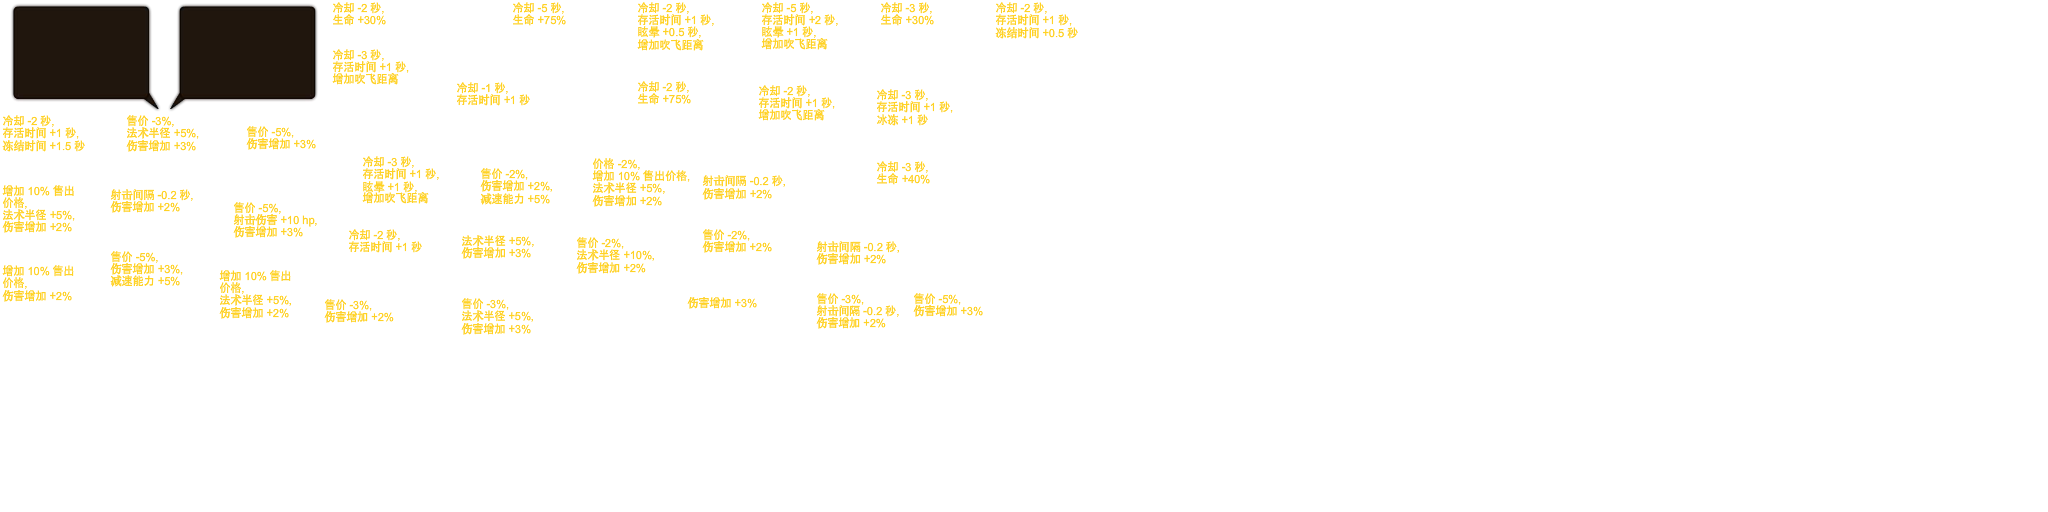 冷却 -2 秒,
生命 +30%
冷却 -5 秒,
生命 +75%
冷却 -2 秒,
存活时间 +1 秒,
眩晕 +0.5 秒,
增加吹飞距离
冷却 -5 秒,
存活时间 +2 秒,
眩晕 +1 秒,
增加吹飞距离
冷却 -3 秒,
生命 +30%
冷却 -2 秒,
存活时间 +1 秒,
冻结时间 +0.5 秒
冷却 -3 秒,
存活时间 +1 秒,
增加吹飞距离
冷却 -1 秒,
存活时间 +1 秒
冷却 -2 秒,
生命 +75%
冷却 -2 秒,
存活时间 +1 秒,
增加吹飞距离
冷却 -3 秒,
存活时间 +1 秒,
冰冻 +1 秒
冷却 -2 秒,
存活时间 +1 秒,
冻结时间 +1.5 秒
售价 -3%,
法术半径 +5%,
伤害增加 +3%
售价 -5%,
伤害增加 +3%
冷却 -3 秒,
存活时间 +1 秒,
眩晕 +1 秒,
增加吹飞距离
售价 -2%,
伤害增加 +2%,
减速能力 +5%
价格 -2%,
增加 10% 售出价格,
法术半径 +5%,
伤害增加 +2%
射击间隔 -0.2 秒,
伤害增加 +2%
冷却 -3 秒,
生命 +40%
增加 10% 售出
价格,
法术半径 +5%,
伤害增加 +2%
射击间隔 -0.2 秒,
伤害增加 +2%
售价 -5%,
射击伤害 +10 hp,
伤害增加 +3%
冷却 -2 秒,
存活时间 +1 秒
法术半径 +5%,
伤害增加 +3%
售价 -2%,
法术半径 +10%,
伤害增加 +2%
售价 -2%,
伤害增加 +2%
射击间隔 -0.2 秒,
伤害增加 +2%
增加 10% 售出
价格,
伤害增加 +2%
售价 -5%,
伤害增加 +3%,
减速能力 +5%
增加 10% 售出
价格,
法术半径 +5%,
伤害增加 +2%
售价 -3%,
伤害增加 +2%
售价 -3%,
法术半径 +5%,
伤害增加 +3%
伤害增加 +3%
售价 -3%,
射击间隔 -0.2 秒,
伤害增加 +2%
售价 -5%,
伤害增加 +3%